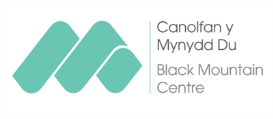 Canolfan y
Mynydd Du
Black Mountain
Centre